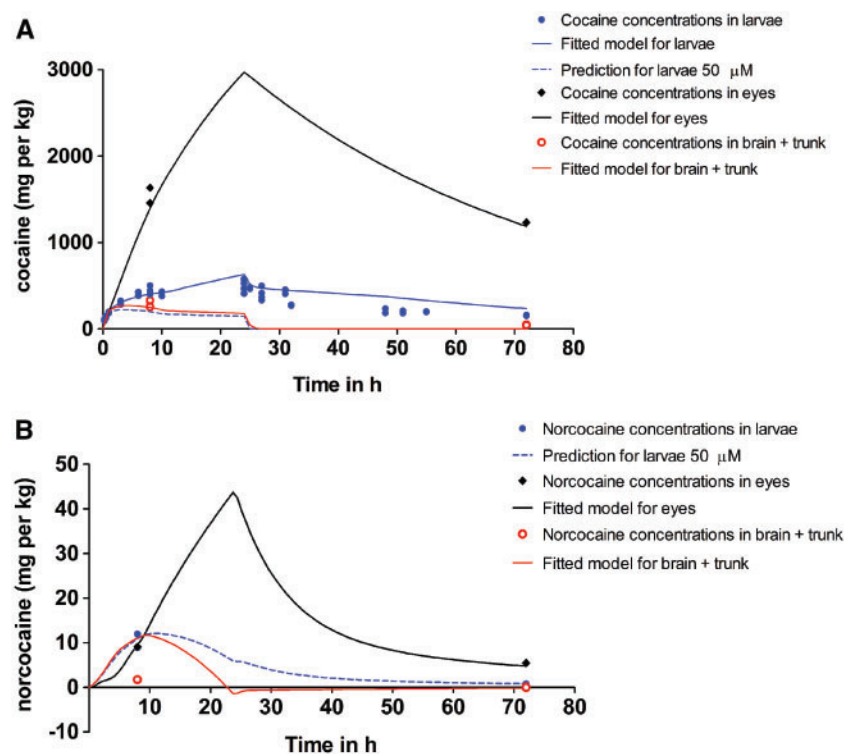 A
Cocaine concentrations in larvae
Fitted model for larvae
Prediction for larvae 50 μM
Cocaine concentrations in eyes
Fitted model for eyes
Cocaine concentrations in brain + trunk
Fitted model for brain + trunk
cocaine (mg per kg)
3000
2000
1000
0
0 10 20 30 40 50 60 70 80
Time in h
B
Norcocaine concentrations in larvae
Prediction for larvae 50 μM
Norcocaine concentrations in eyes
Fitted model for eyes
Norcocaine concentrations in brain + trunk
Fitted model for brain + trunk
norcocaine (mg per kg)
50
40
30
20
10
0
-10
10 20 30 40 50 60 70 80
Time in h